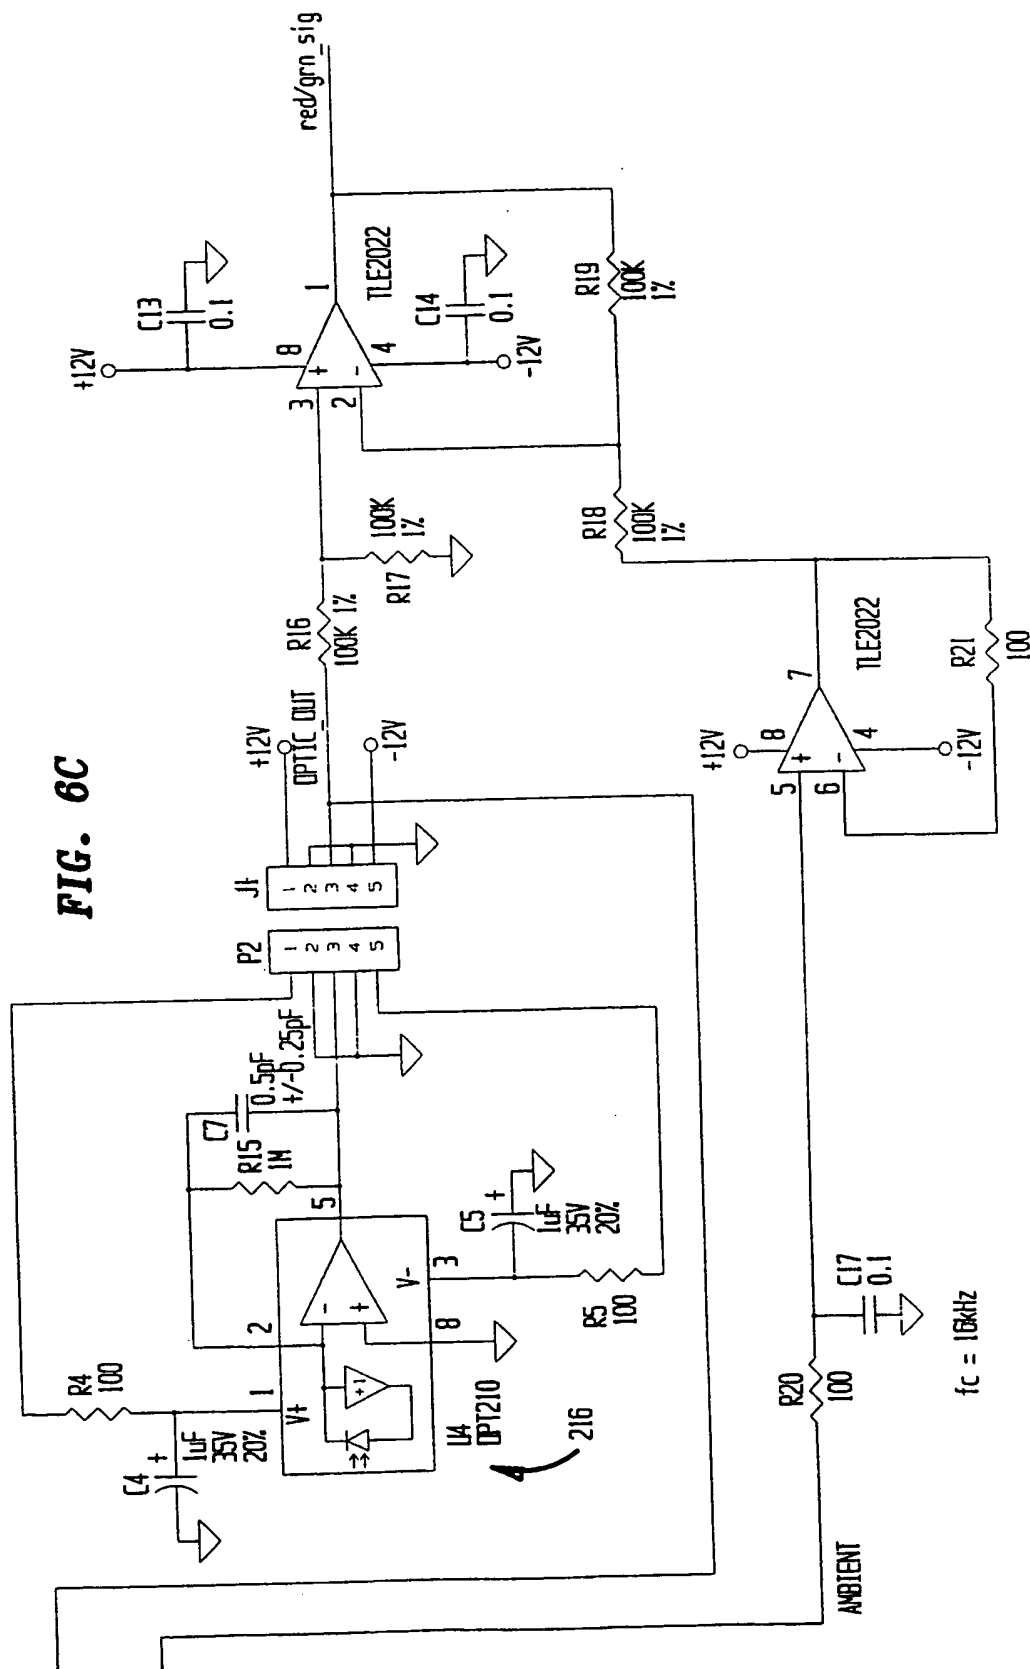 FIG. 6C
R4
100
C4
+
1uF
35V
20%
1
V+
2
-
+
+1
5
8
V-
3
U4
OPT210
216
R15
1M
C7
0.5pF
+/-0.25pF
C5
+
1uF
35V
20%
R5
100
P2
1
2
3
4
5
J1
1
2
3
4
5
+12V
OPTIC_OUT
-12V
R16
100K 1%
100K
1%
R17
+12V
C13
0.1
3
8
+
-
2
4
1
TLE2022
C14
0.1
-12V
red/grn_sig
R19
100K
1%
R18
100K
1%
AMBIENT
R20
100
C17
0.1
fc = 16kHz
+12V
8
5
+
-
6
4
7
TLE2022
-12V
R21
100